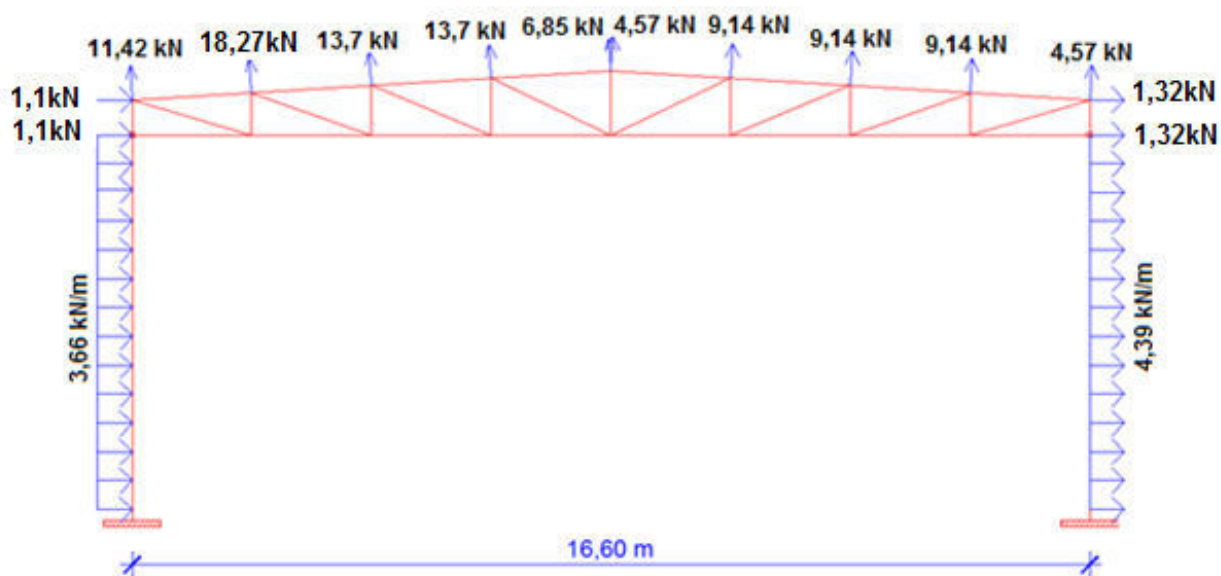 11,42 kN
18,27kN
13,7 kN
13,7 kN
6,85 kN
4,57 kN
9,14 kN
9,14 kN
9,14 kN
4,57 kN
1,1kN
1,32kN
1,1kN
1,32kN
3,66 kN/m
4,39 kN/m
16,60 m